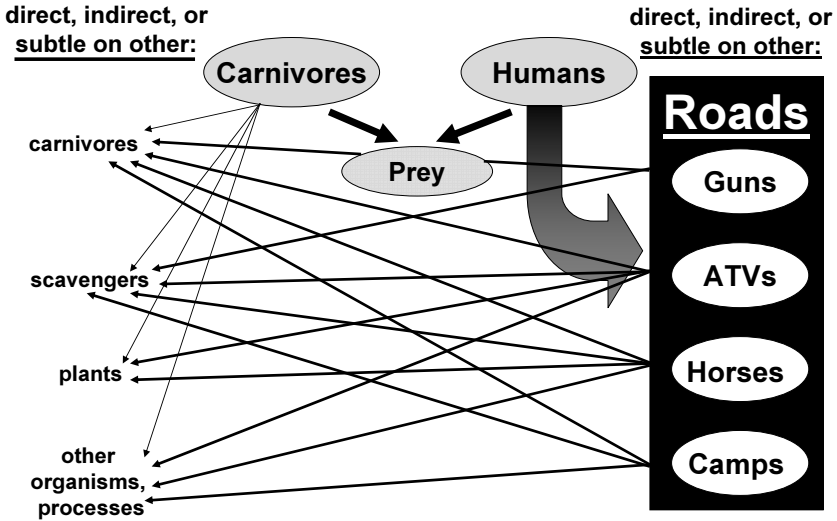 direct, indirect, or
subtle on other:
direct, indirect, or
subtle on other:
Carnivores
Humans
Roads
carnivores
Prey
Guns
scavengers
ATVs
plants
Horses
other
organisms,
processes
Camps